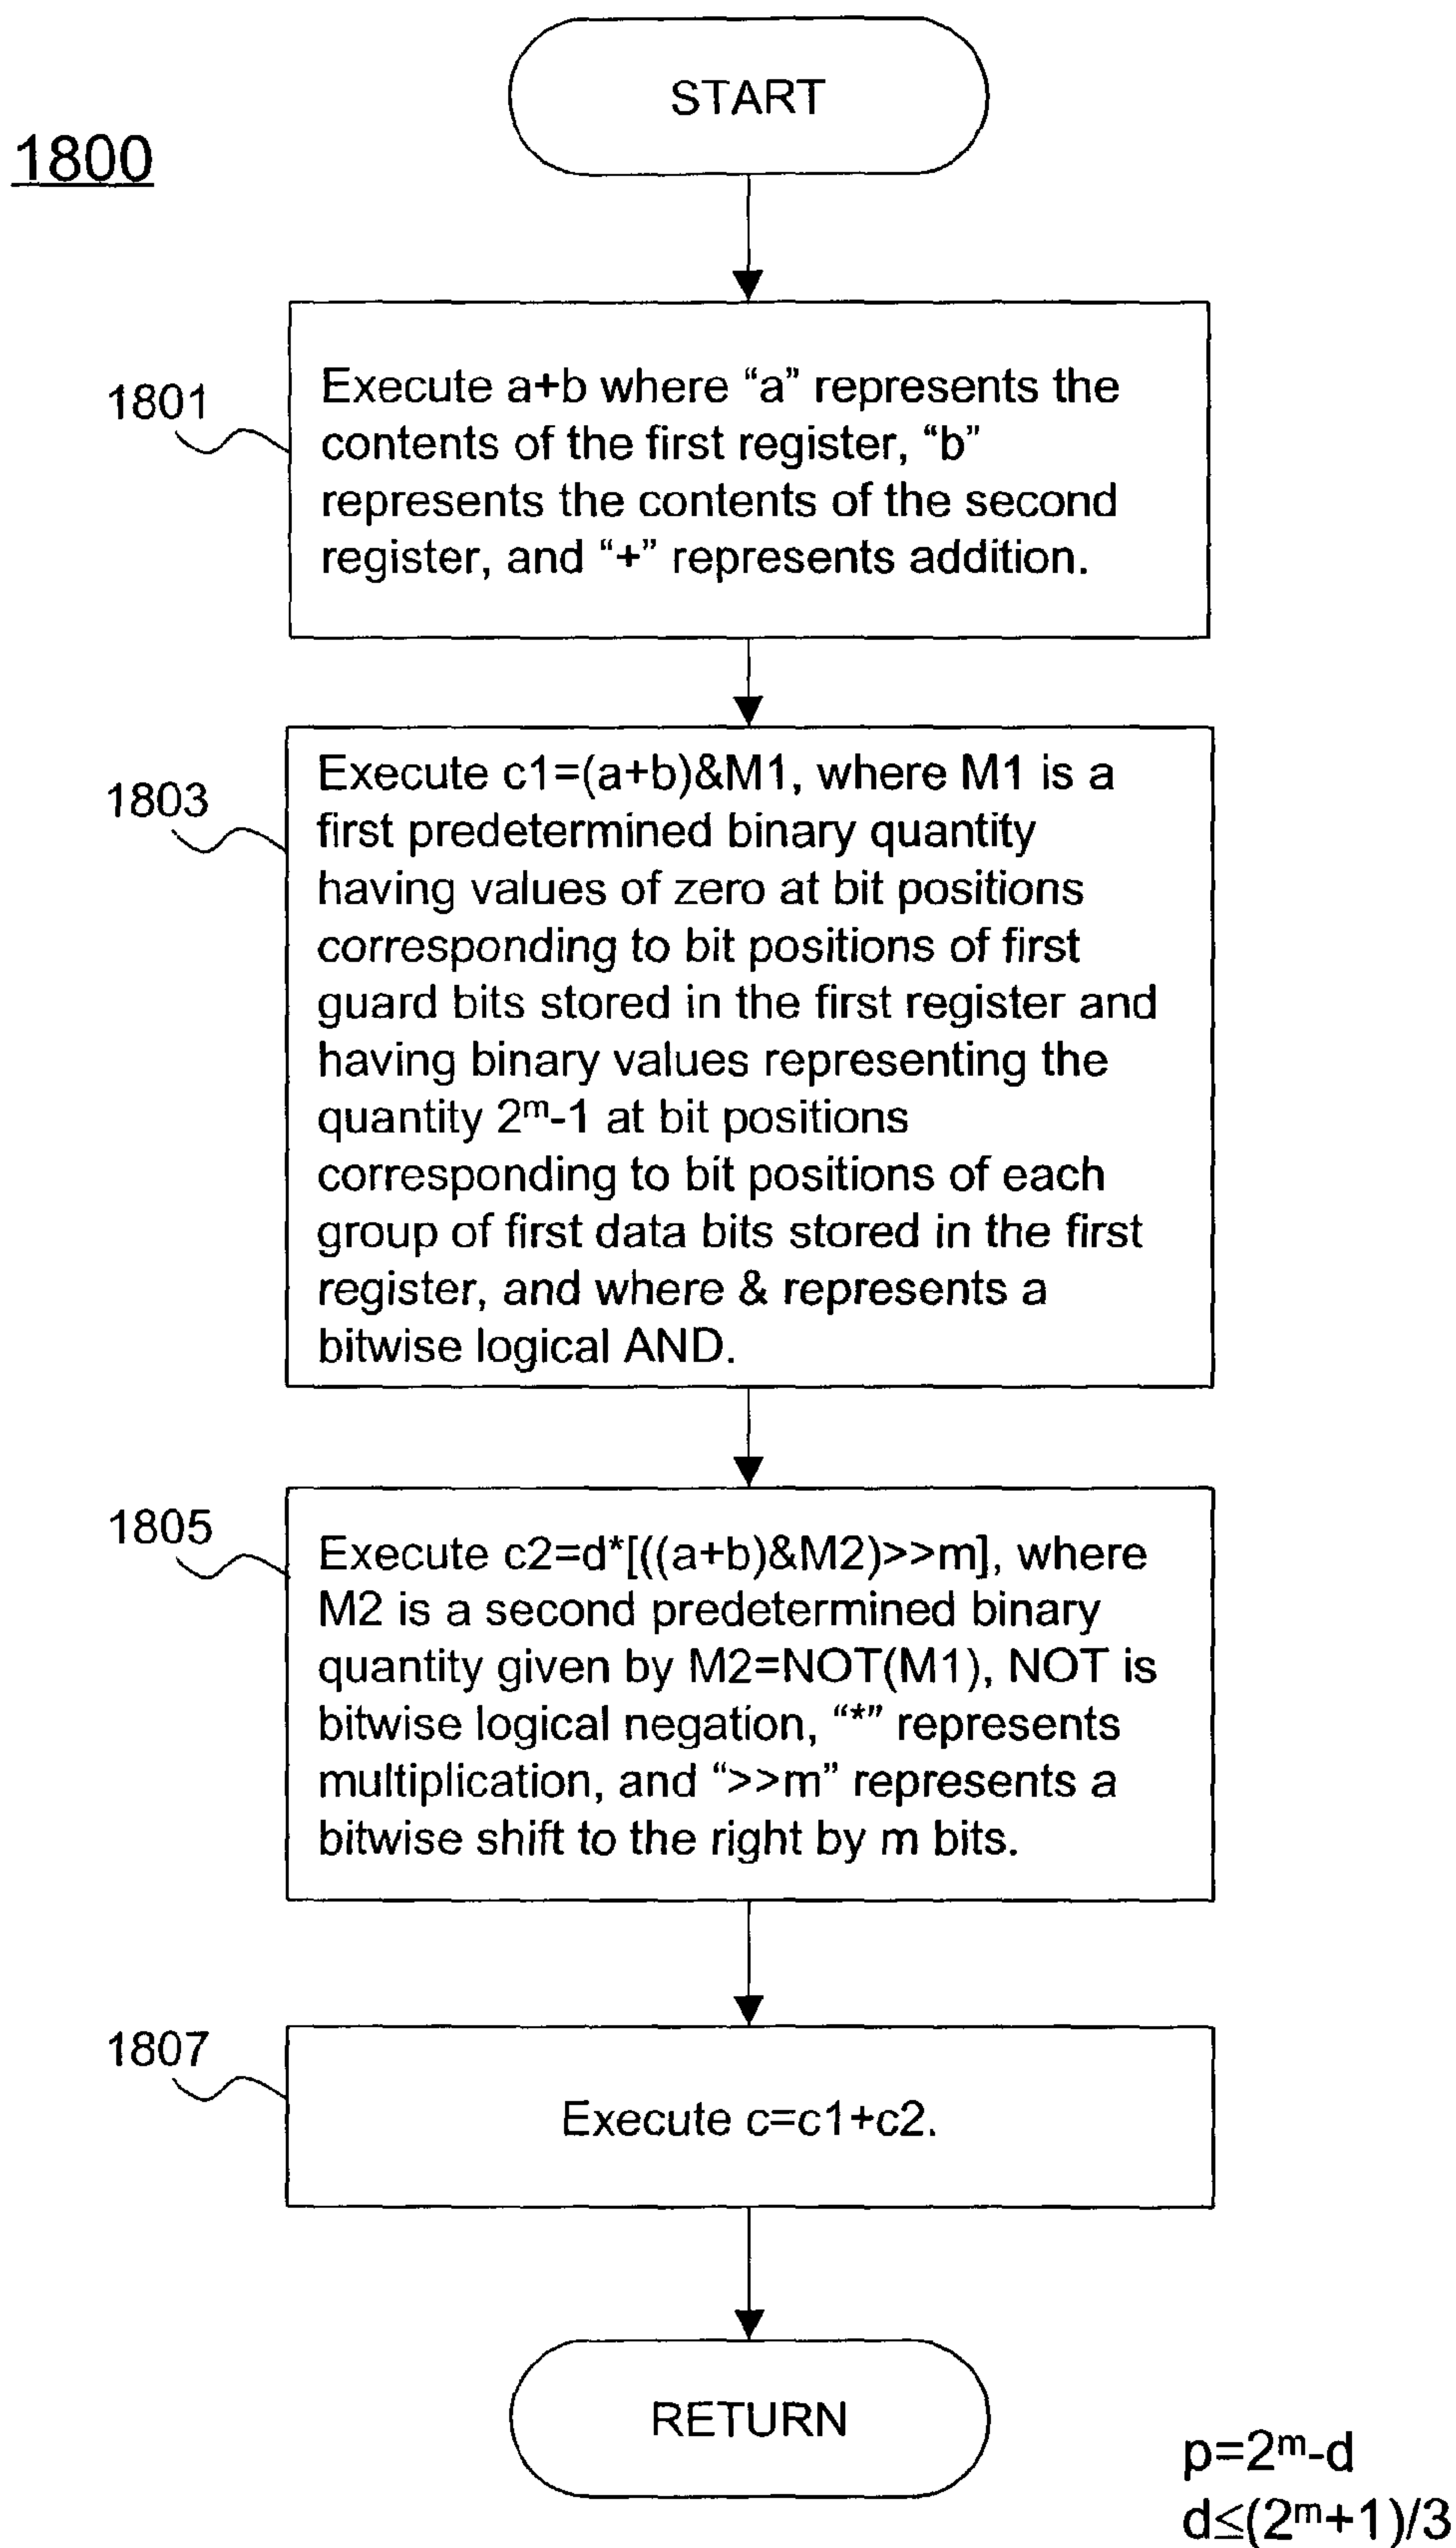 START
1800
1801
Execute a+b where “a” represents the
contents of the first register, “b”
represents the contents of the second
register, and “+” represents addition.
1803
Execute c1=(a+b)&M1, where M1 is a
first predetermined binary quantity
having values of zero at bit positions
corresponding to bit positions of first
guard bits stored in the first register and
having binary values representing the
quantity 2ᵐ-1 at bit positions
corresponding to bit positions of each
group of first data bits stored in the first
register, and where & represents a
bitwise logical AND.
1805
Execute c2=d*[((a+b)&M2)>>m], where
M2 is a second predetermined binary
quantity given by M2=NOT(M1), NOT is
bitwise logical negation, “*” represents
multiplication, and “>>m” represents a
bitwise shift to the right by m bits.
1807
Execute c=c1+c2.
RETURN
p=2ᵐ-d
d≤(2ᵐ+1)/3